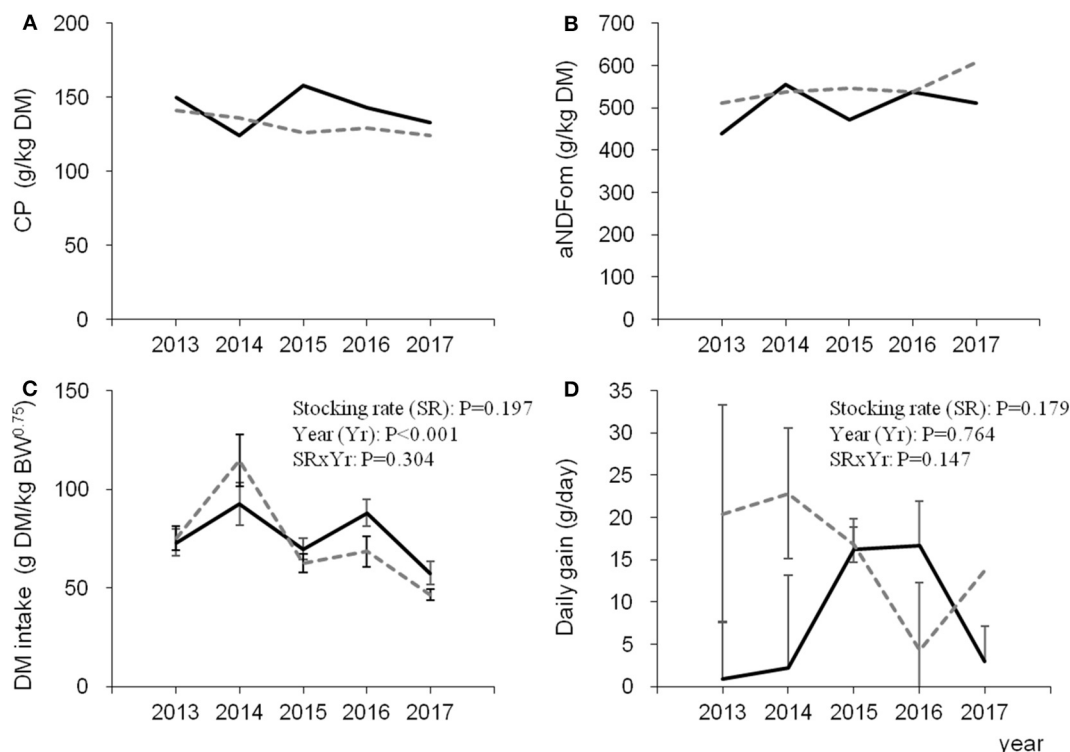 A
CP (g/kg DM)
200
150
100
50
0
2013 2014 2015 2016 2017
B
aNDFom (g/kg DM)
700
600
500
400
300
200
100
0
2013 2014 2015 2016 2017
C
DM intake (g DM/kg BW^0.75)
150
100
50
0
Stocking rate (SR): P=0.197
Year (Yr): P<0.001
SRxYr: P=0.304
2013 2014 2015 2016 2017
D
Daily gain (g/day)
35
30
25
20
15
10
5
0
Stocking rate (SR): P=0.179
Year (Yr): P=0.764
SRxYr: P=0.147
2013 2014 2015 2016 2017
year